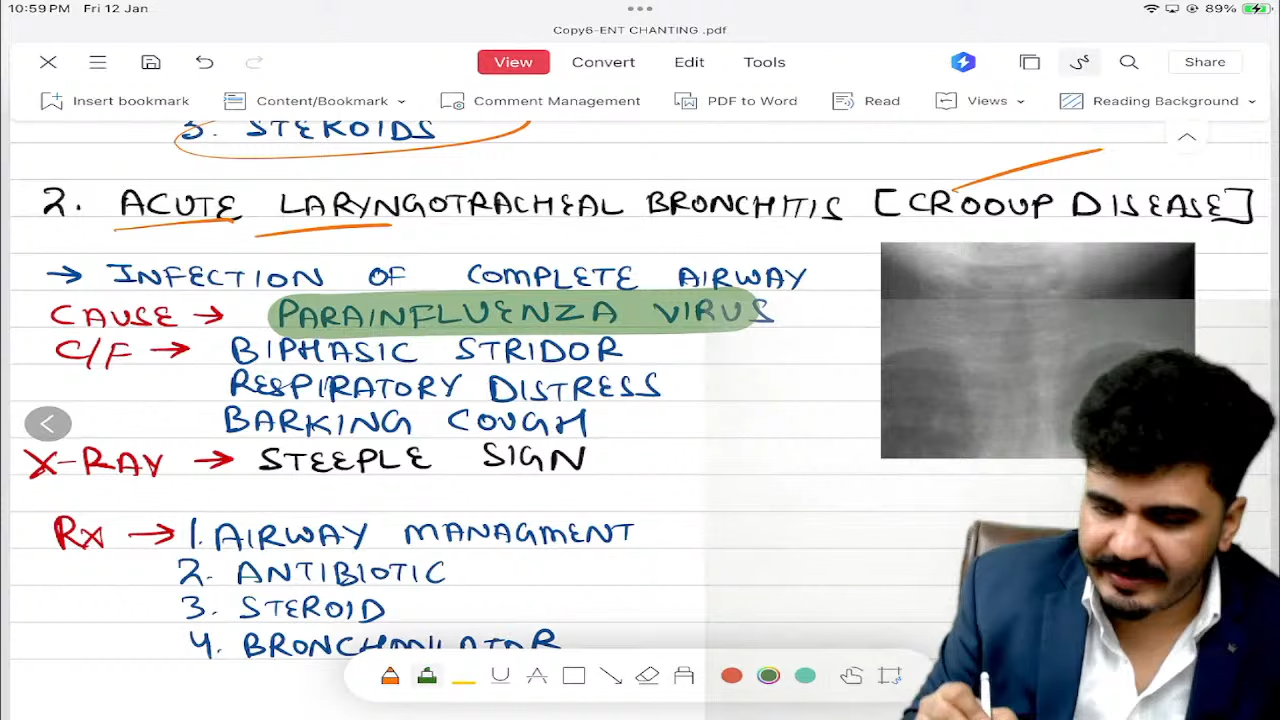 10:59 PM Fri 12 Jan
89%
Copy6-ENT CHANTING .pdf
View Convert Edit Tools Share
Insert bookmark Content/Bookmark Comment Management PDF to Word Read Views Reading Background
3. STEROIDS
2. ACUTE LARYNGOTRACHEAL BRONCHITIS [CROOUP DISEASE]
→ INFECTION OF COMPLETE AIRWAY
CAUSE → PARAINFLUENZA VIRUS
C/F → BIPHASIC STRIDOR
RESPIRATORY DISTRESS
BARKING COUGH
X-RAY → STEEPLE SIGN
Rx → 1. AIRWAY MANAGMENT
2. ANTIBIOTIC
3. STEROID
4.